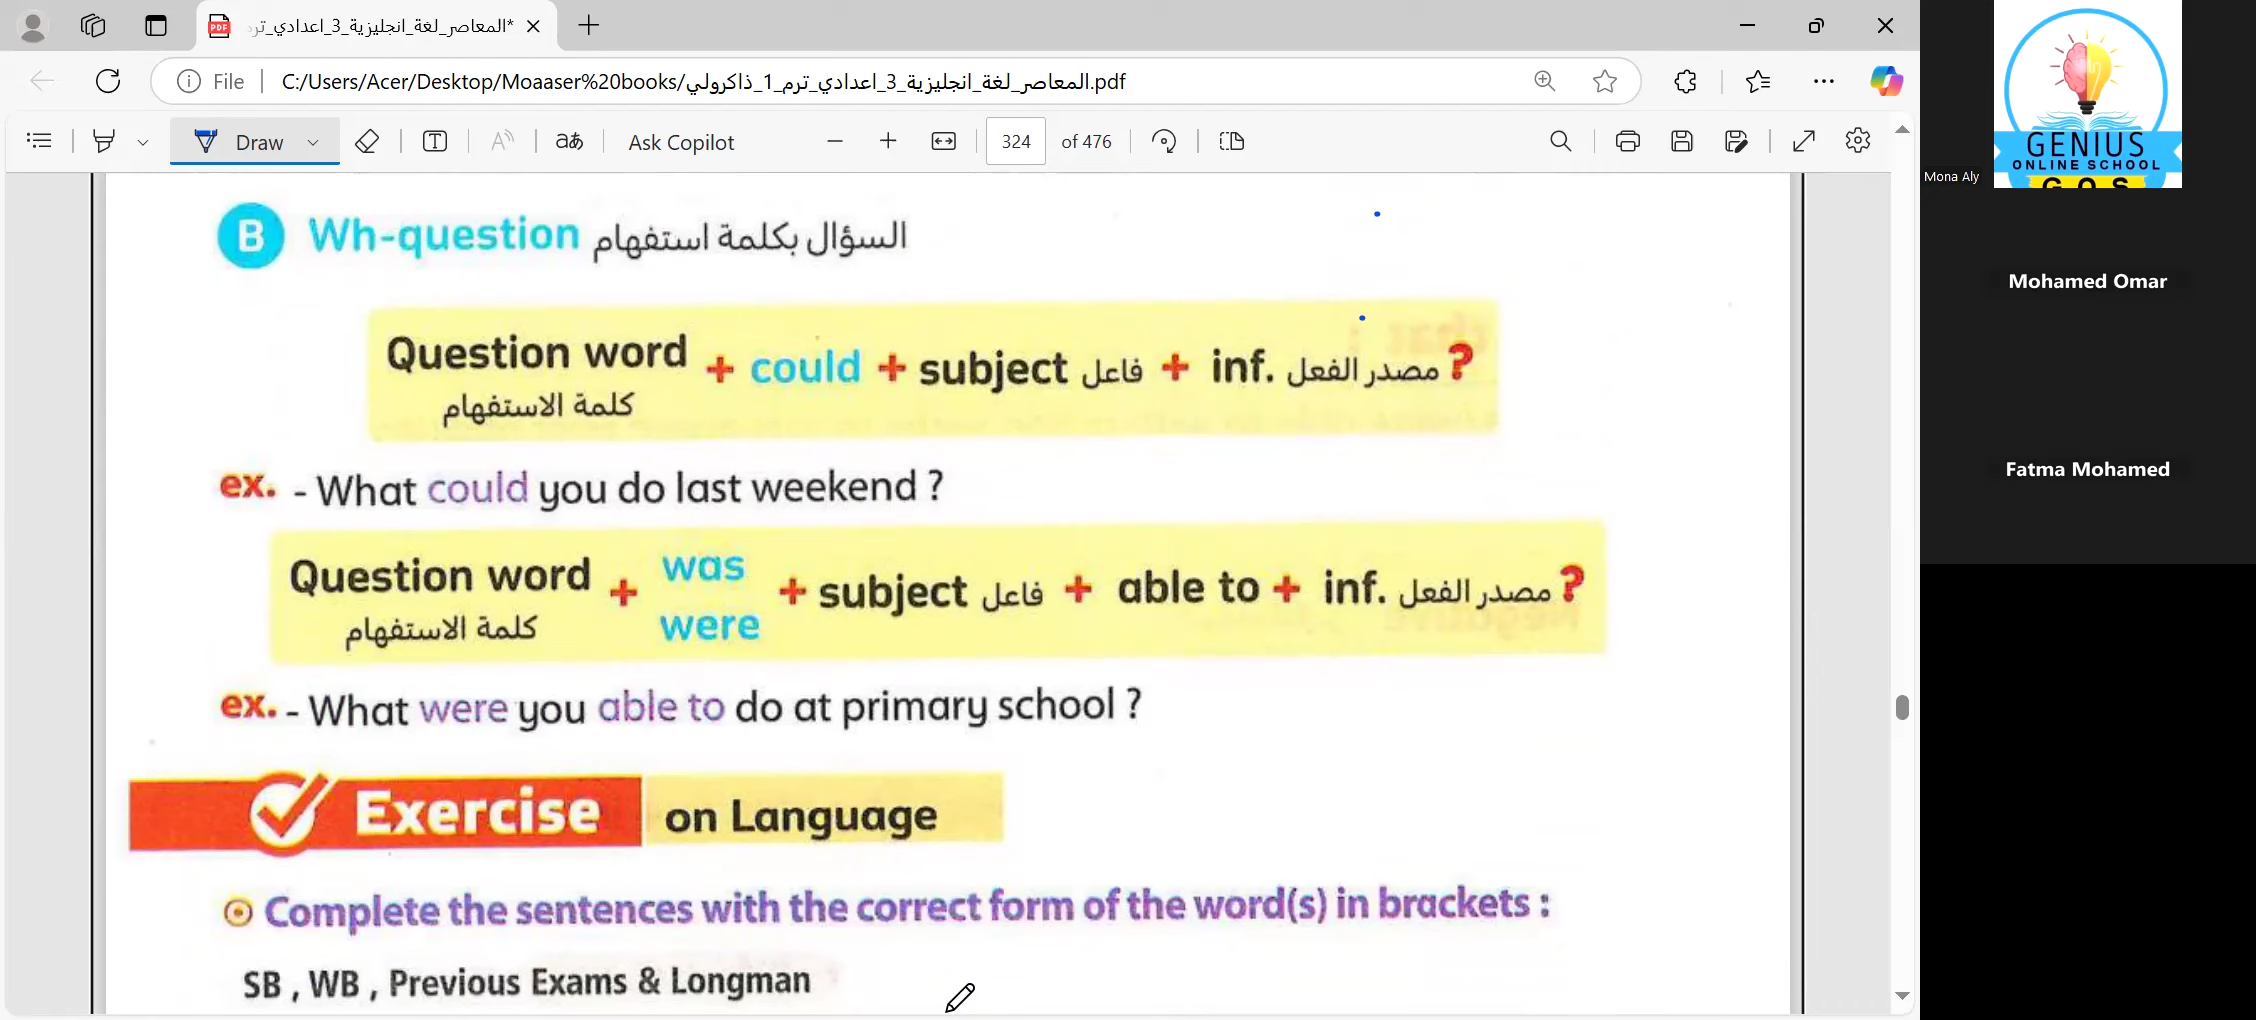 *المعاصر_لغة_انجليزية_3_اعدادي_تر
File
C:/Users/Acer/Desktop/Moaaser%20books/المعاصر_لغة_انجليزية_3_اعدادي_ترم_1_ذاكرولي.pdf
Draw
Ask Copilot
324 of 476
B Wh-question السؤال بكلمة استفهام
Question word + could + subject فاعل + inf. مصدر الفعل ?
كلمة الاستفهام
ex. - What could you do last weekend ?
Question word + was + subject فاعل + able to + inf. مصدر الفعل ?
كلمة الاستفهام were
ex. - What were you able to do at primary school ?
Exercise on Language
Complete the sentences with the correct form of the word(s) in brackets :
SB , WB , Previous Exams & Longman
GENIUS
ONLINE SCHOOL
G O S
Mona Aly
Mohamed Omar
Fatma Mohamed